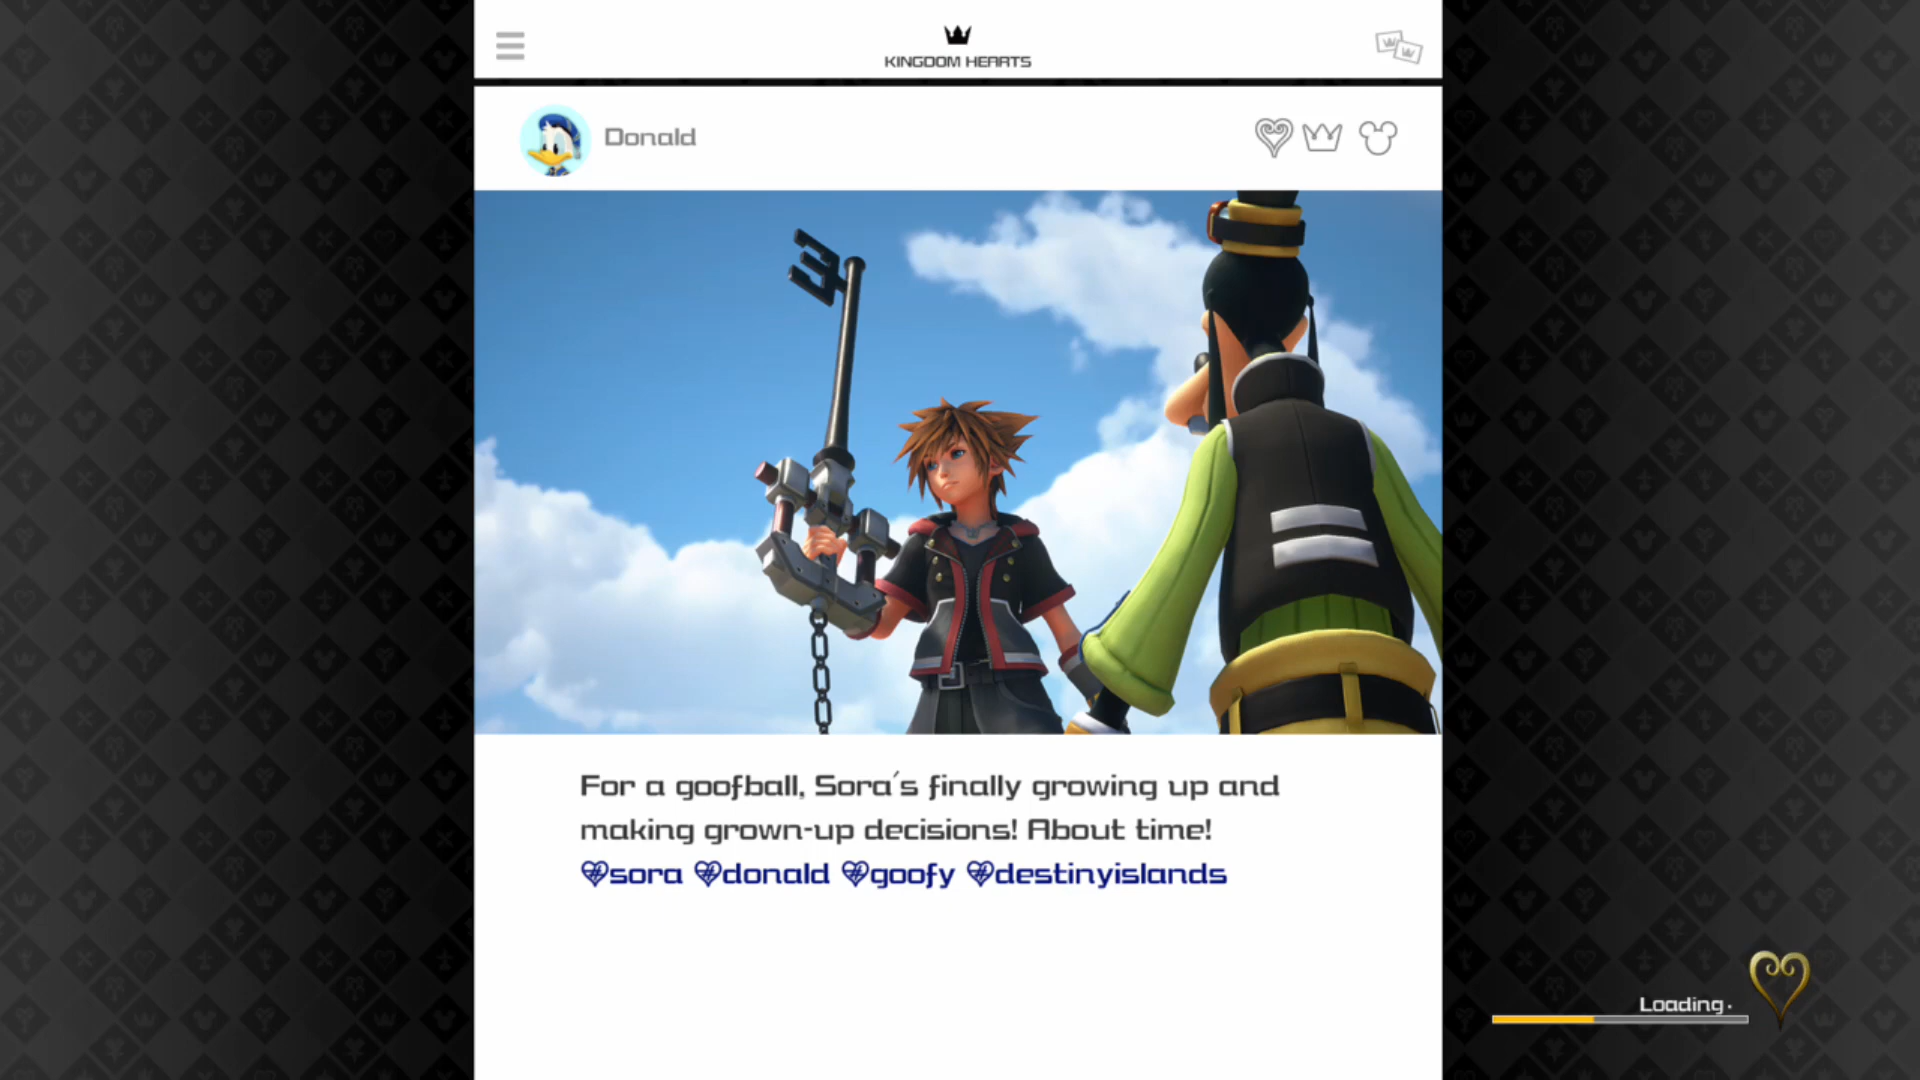 KINGDOM HEARTS
Donald
For a goofball, Sora's finally growing up and
making grown-up decisions! About time!
#sora #donald #goofy #destinyislands
Loading.